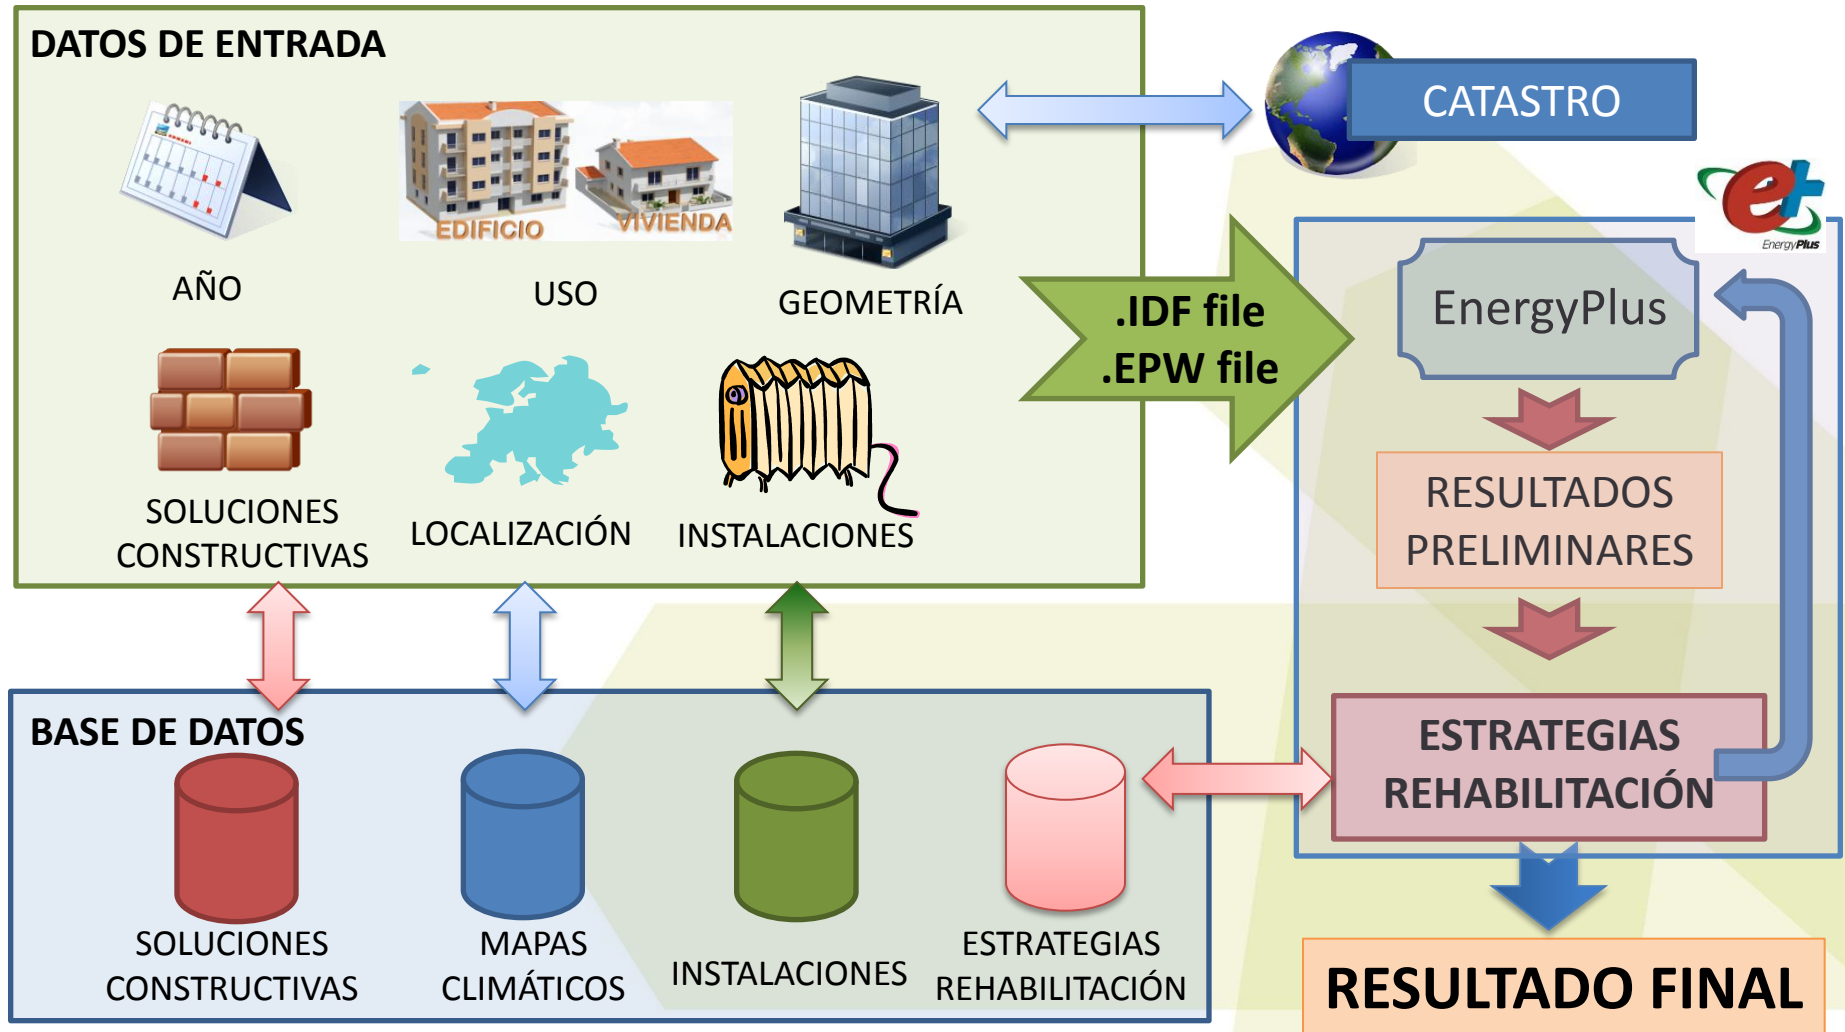 DATOS DE ENTRADA
EDIFICIO
VIVIENDA
AÑO
USO
GEOMETRÍA
SOLUCIONES
CONSTRUCTIVAS
LOCALIZACIÓN
INSTALACIONES
CATASTRO
.IDF file
.EPW file
EnergyPlus
EnergyPlus
RESULTADOS
PRELIMINARES
ESTRATEGIAS
REHABILITACIÓN
RESULTADO FINAL
BASE DE DATOS
SOLUCIONES
CONSTRUCTIVAS
MAPAS
CLIMÁTICOS
INSTALACIONES
ESTRATEGIAS
REHABILITACIÓN